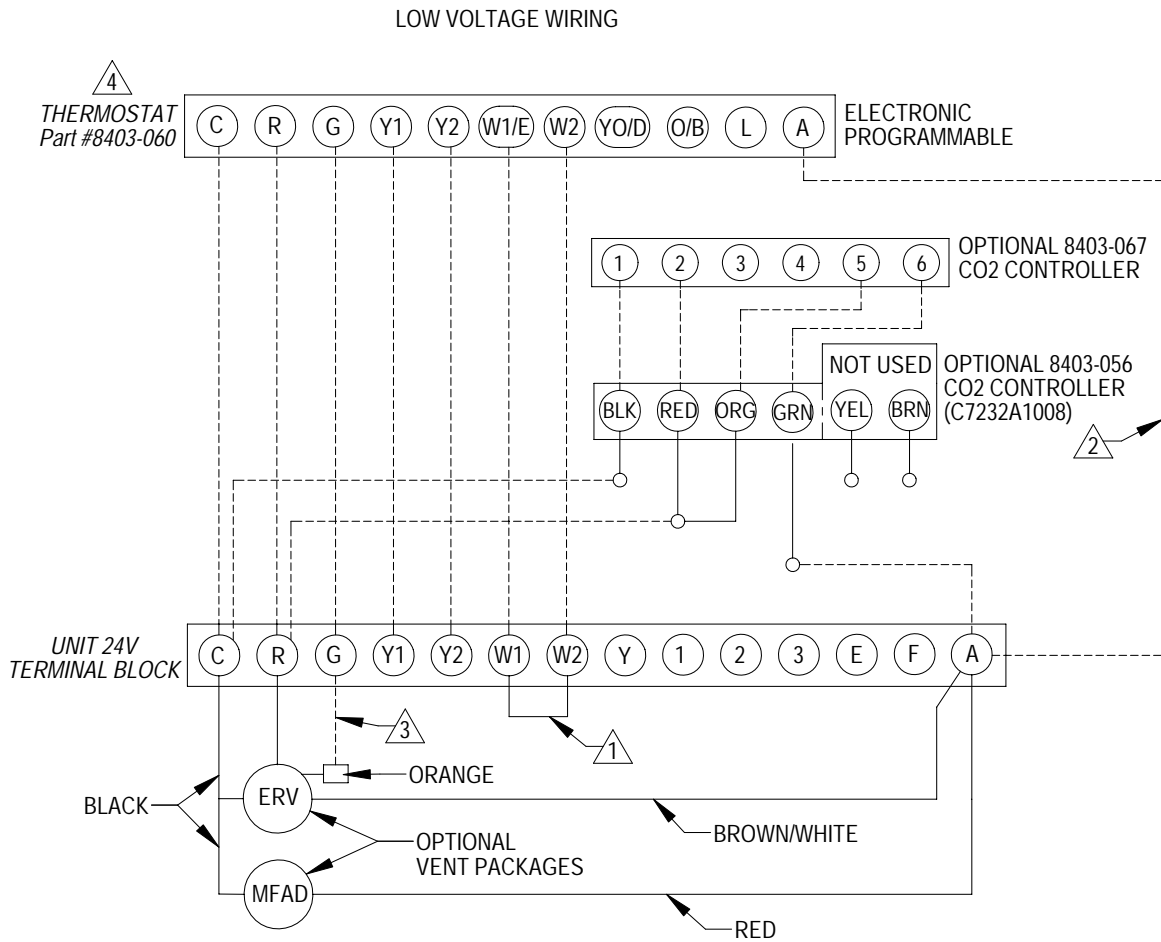 LOW VOLTAGE WIRING
4
THERMOSTAT
Part #8403-060
C R G Y1 Y2 W1/E W2 YO/D O/B L A
ELECTRONIC
PROGRAMMABLE
1 2 3 4 5 6
OPTIONAL 8403-067
CO2 CONTROLLER
NOT USED
BLK RED ORG GRN YEL BRN
OPTIONAL 8403-056
CO2 CONTROLLER
(C7232A1008)
2
UNIT 24V
TERMINAL BLOCK
C R G Y1 Y2 W1 W2 Y 1 2 3 E F A
3
1
ORANGE
BLACK
ERV
BROWN/WHITE
OPTIONAL
VENT PACKAGES
MFAD
RED